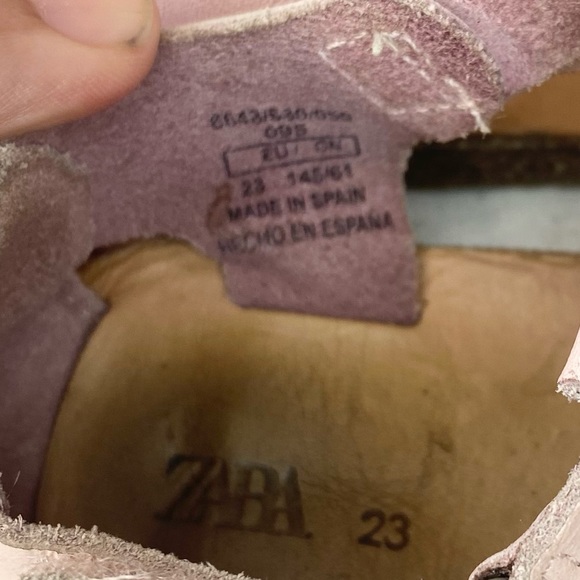 095
EU / CN
23 145/61
MADE IN SPAIN
HECHO EN ESPAÑA
ZARA
23